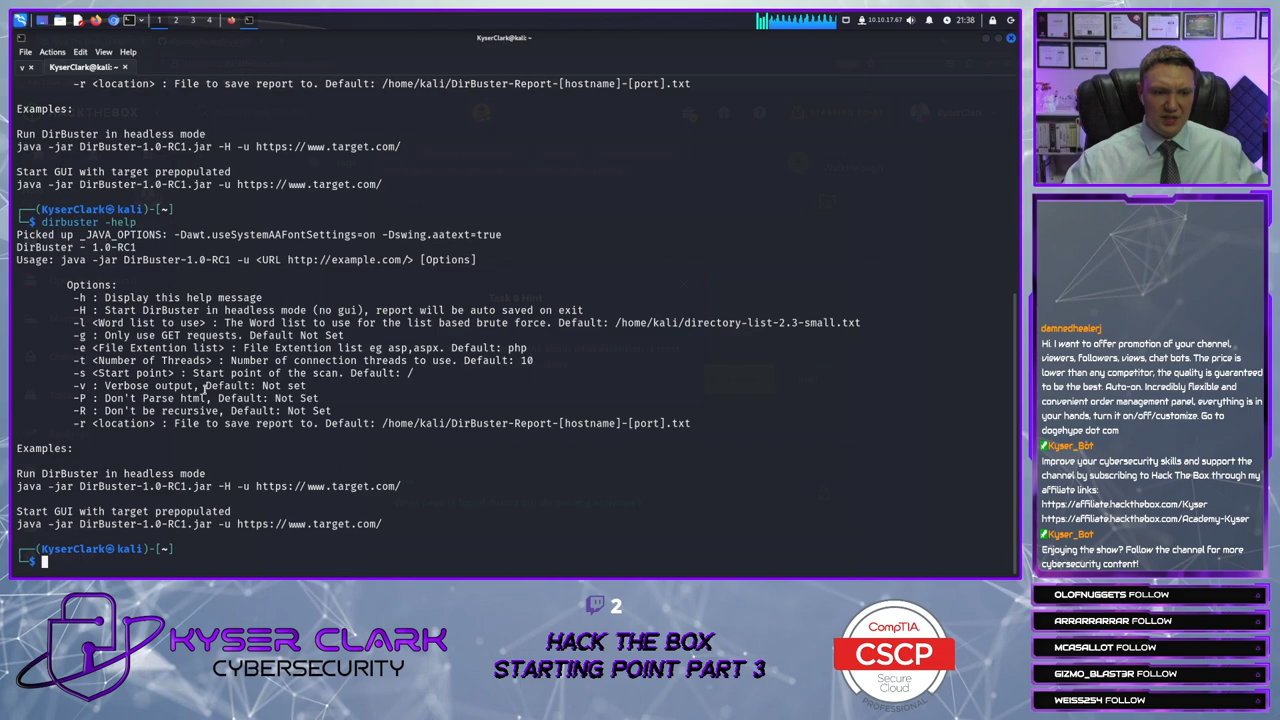 1 2 3 4
10.10.17.67
21:38
KyserClark@kali: ~
File Actions Edit View Help
KyserClark@kali: ~
-r <location> : File to save report to. Default: /home/kali/DirBuster-Report-[hostname]-[port].txt
Examples:
Run DirBuster in headless mode
java -jar DirBuster-1.0-RC1.jar -H -u https://www.target.com/
Start GUI with target prepopulated
java -jar DirBuster-1.0-RC1.jar -u https://www.target.com/
(KyserClark㉿kali)-[~]
$ dirbuster -help
Picked up _JAVA_OPTIONS: -Dawt.useSystemAAFontSettings=on -Dswing.aatext=true
DirBuster - 1.0-RC1
Usage: java -jar DirBuster-1.0-RC1 -u <URL http://example.com/> [Options]
Options:
-h : Display this help message
-H : Start DirBuster in headless mode (no gui), report will be auto saved on exit
-l <Word list to use> : The Word list to use for the list based brute force. Default: /home/kali/directory-list-2.3-small.txt
-g : Only use GET requests. Default Not Set
-e <File Extention list> : File Extention list eg asp,aspx. Default: php
-t <Number of Threads> : Number of connection threads to use. Default: 10
-s <Start point> : Start point of the scan. Default: /
-v : Verbose output, Default: Not set
-P : Don't Parse html, Default: Not Set
-R : Don't be recursive, Default: Not Set
-r <location> : File to save report to. Default: /home/kali/DirBuster-Report-[hostname]-[port].txt
Examples:
Run DirBuster in headless mode
java -jar DirBuster-1.0-RC1.jar -H -u https://www.target.com/
Start GUI with target prepopulated
java -jar DirBuster-1.0-RC1.jar -u https://www.target.com/
(KyserClark㉿kali)-[~]
$
damnedhealerj
Hi. I want to offer promotion of your channel,
viewers, followers, views, chat bots. The price is
lower than any competitor, the quality is guaranteed
to be the best. Auto-on. Incredibly flexible and
convenient order management panel, everything is in
your hands, turn it on/off/customize. Go to
dogehype dot com
Kyser_Bot
Improve your cybersecurity skills and support the
channel by subscribing to Hack The Box through my
affiliate links:
https://affiliate.hackthebox.com/Kyser
https://affiliate.hackthebox.com/Academy-Kyser
Kyser_Bot
Enjoying the show? Follow the channel for more
cybersecurity content!
OLOFNUGGETS FOLLOW
ARRARRARRAR FOLLOW
MCASALLOT FOLLOW
GIZMO_BLAST3R FOLLOW
WEISS254 FOLLOW
KYSER CLARK
CYBERSECURITY
2
HACK THE BOX
STARTING POINT PART 3
CompTIA
CSCP
Secure
Cloud
PROFESSIONAL